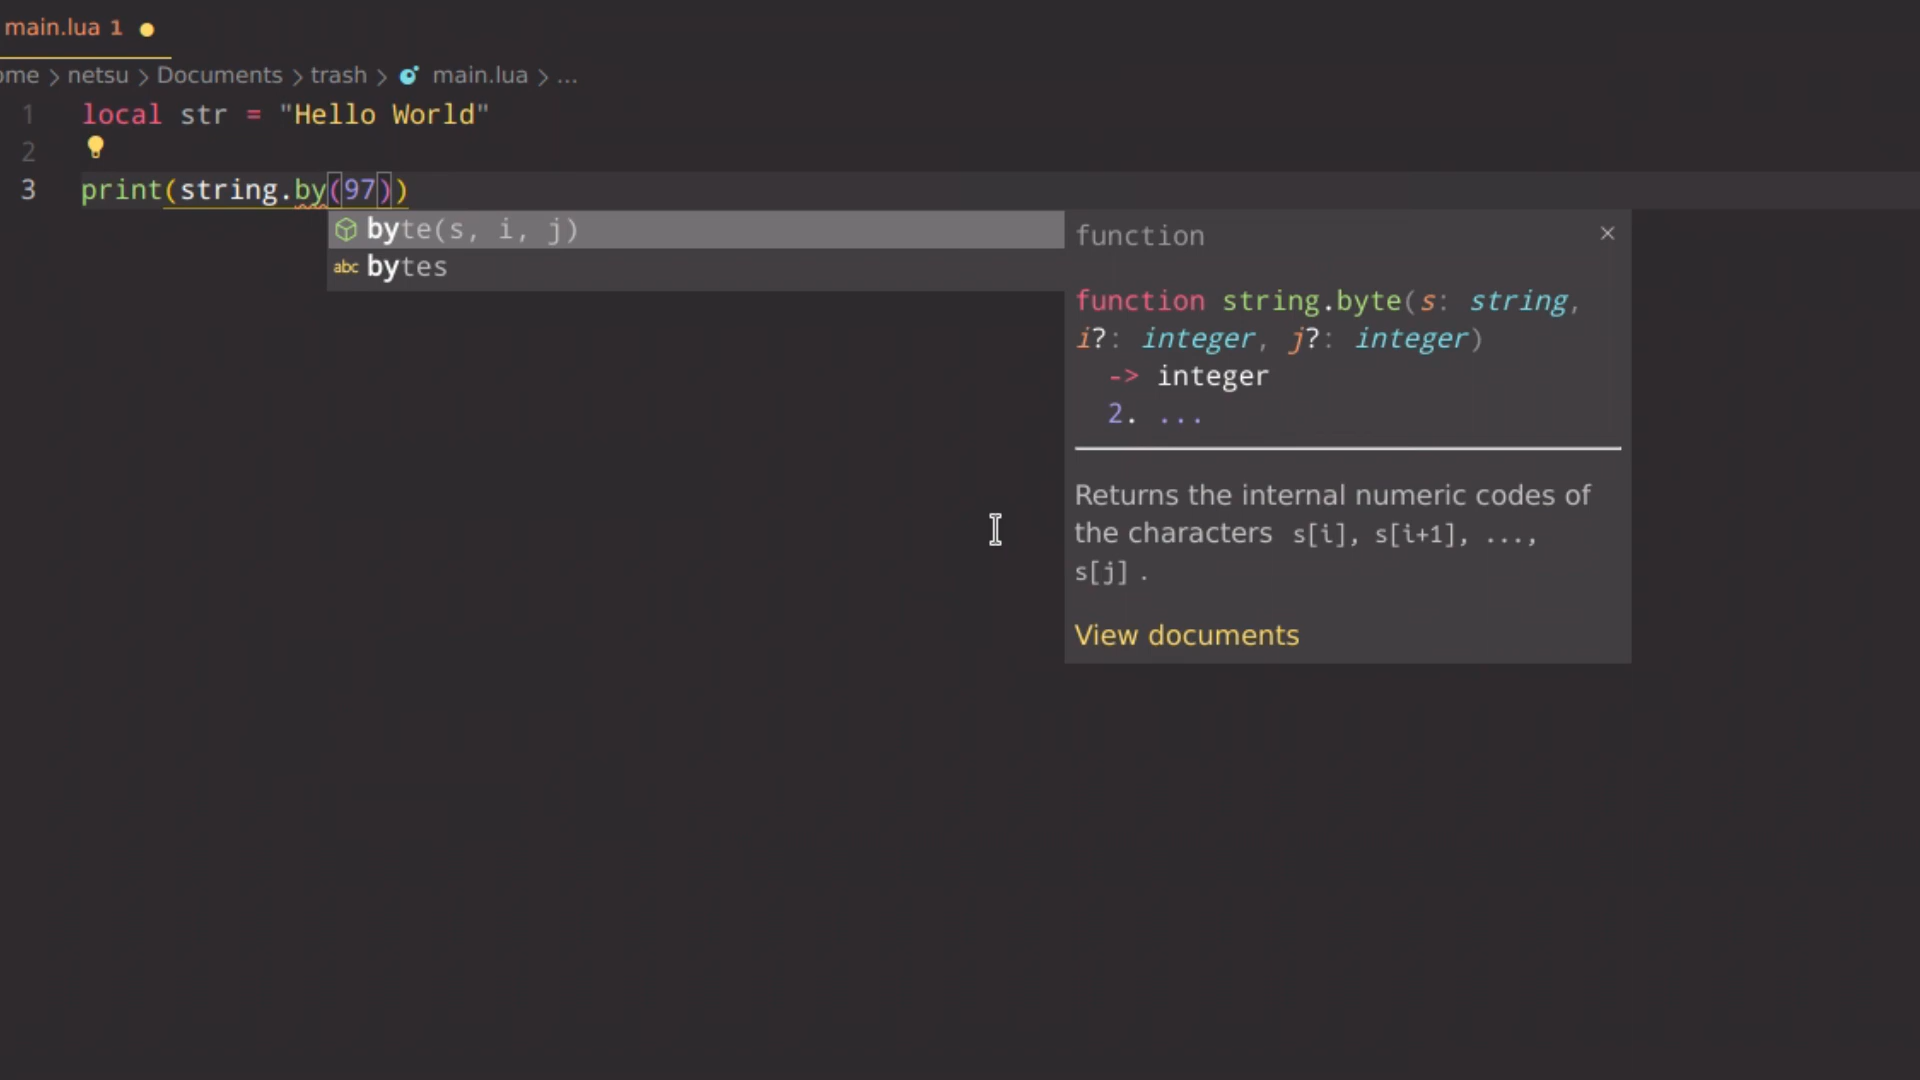 main.lua 1
ome > netsu > Documents > trash > main.lua > ...
1 local str = "Hello World"
2
3 print(string.by(97))
byte(s, i, j)
abc bytes
function
function string.byte(s: string,
i?: integer, j?: integer)
-> integer
2. ...
Returns the internal numeric codes of
the characters s[i], s[i+1], ...,
s[j] .
View documents